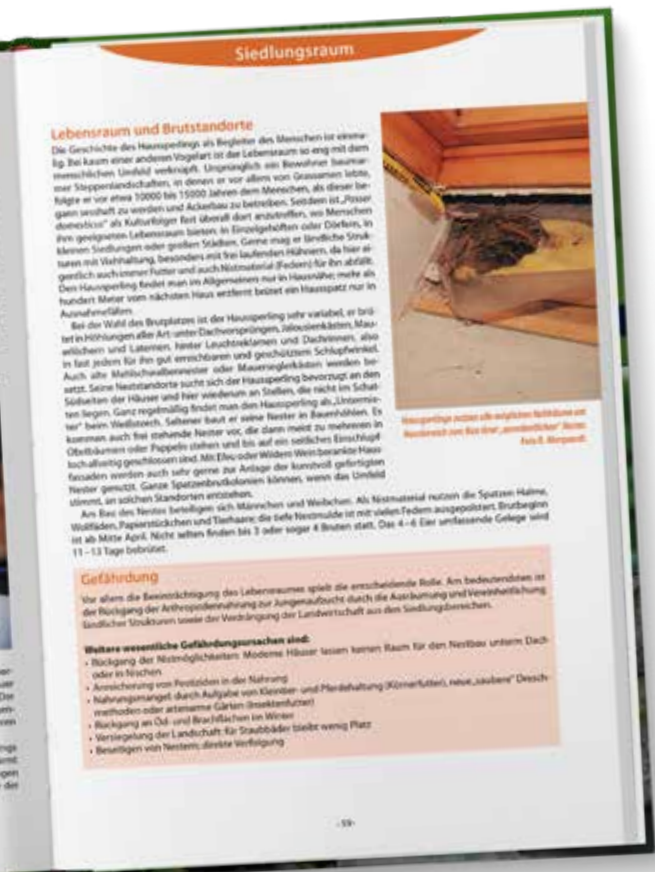 Siedlungsraum
Lebensraum und Brutstandorte
Die Geschichte des Haussperlings als Begleiter des Menschen ist einma-
lig. Bei kaum einer anderen Vogelart ist der Lebensraum so eng mit dem
menschlichen Umfeld verknüpft. Ursprünglich ein Bewohner baumar-
mer Steppenlandschaften, in denen er vor allem von Grassamen lebte,
folgte er vor etwa 10000 bis 15000 Jahren dem Menschen, als dieser be-
gann sesshaft zu werden und Ackerbau zu betreiben. Seitdem ist „Passer
domesticus" als Kulturfolger fast überall dort anzutreffen, wo Menschen
ihm geeigneten Lebensraum bieten: in Einzelgehöften oder Dörfern, in
kleinen Siedlungen oder großen Städten. Gerne mag er ländliche Struk-
turen mit Viehhaltung, besonders mit frei laufenden Hühnern, da hier ei-
gentlich auch immer Futter und auch Nistmaterial (Federn) für ihn abfällt.
Den Haussperling findet man im Allgemeinen nur in Hausnähe; mehr als
hundert Meter vom nächsten Haus entfernt brütet ein Hausspatz nur in
Ausnahmefällen.
Bei der Wahl des Brutplatzes ist der Haussperling sehr variabel, er brü-
tet in Höhlungen aller Art: unter Dachvorsprüngen, Jalousienkästen, Mau-
erlöchern und Laternen, hinter Leuchtreklamen und Dachrinnen, also
in fast jedem für ihn gut erreichbaren und geschütztem Schlupfwinkel.
Auch alte Mehlschwalbennester oder Mauerseglerkästen werden be-
setzt. Seine Neststandorte sucht sich der Haussperling bevorzugt an den
Südseiten der Häuser und hier wiederum an Stellen, die nicht im Schat-
ten liegen. Ganz regelmäßig findet man den Haussperling als „Untermie-
ter" beim Weißstorch. Seltener baut er seine Nester in Baumhöhlen. Es
kommen auch frei stehende Nester vor, die dann meist zu mehreren in
Obstbäumen oder Pappeln stehen und bis auf ein seitliches Einschlupf-
loch allseitig geschlossen sind. Mit Efeu oder Wildem Wein berankte Haus-
fassaden werden auch sehr gerne zur Anlage der kunstvoll gefertigten
Nester genutzt. Ganze Spatzenbrutkolonien können, wenn das Umfeld
stimmt, an solchen Standorten entstehen.
Am Bau des Nestes beteiligen sich Männchen und Weibchen. Als Nistmaterial nutzen die Spatzen Halme,
Wollfäden, Papierstückchen und Tierhaare; die tiefe Nestmulde ist mit vielen Federn ausgepolstert. Brutbeginn
ist ab Mitte April. Nicht selten finden bis 3 oder sogar 4 Bruten statt. Das 4–6 Eier umfassende Gelege wird
11–13 Tage bebrütet.
Haussperlinge nutzen alle möglichen
Gefährdung
Vor allem die Beeinträchtigung des Lebensraumes spielt die entscheidende Rolle. Am bedeutendsten ist
der Rückgang der Arthropodennahrung zur Jungenaufzucht durch die Ausräumung und Vereinheitlichung
ländlicher Strukturen sowie der Verdrängung der Landwirtschaft aus den Siedlungsbereichen.
Weitere wesentliche Gefährdungsursachen sind:
• Rückgang der Nistmöglichkeiten: Moderne Häuser lassen keinen Raum für den Nestbau unterm Dach
oder in Nischen
• Anreicherung von Pestiziden in der Nahrung
• Nahrungsmangel: durch Aufgabe von Kleintier- und Pferdehaltung (Körnerfutter), neue „saubere" Dresch-
methoden oder artenarme Gärten (Insektenfutter)
• Rückgang an Öd- und Brachflächen im Winter
• Versiegelung der Landschaft: für Staubbäder bleibt wenig Platz
• Beseitigen von Nestern; direkte Verfolgung
- 59 -